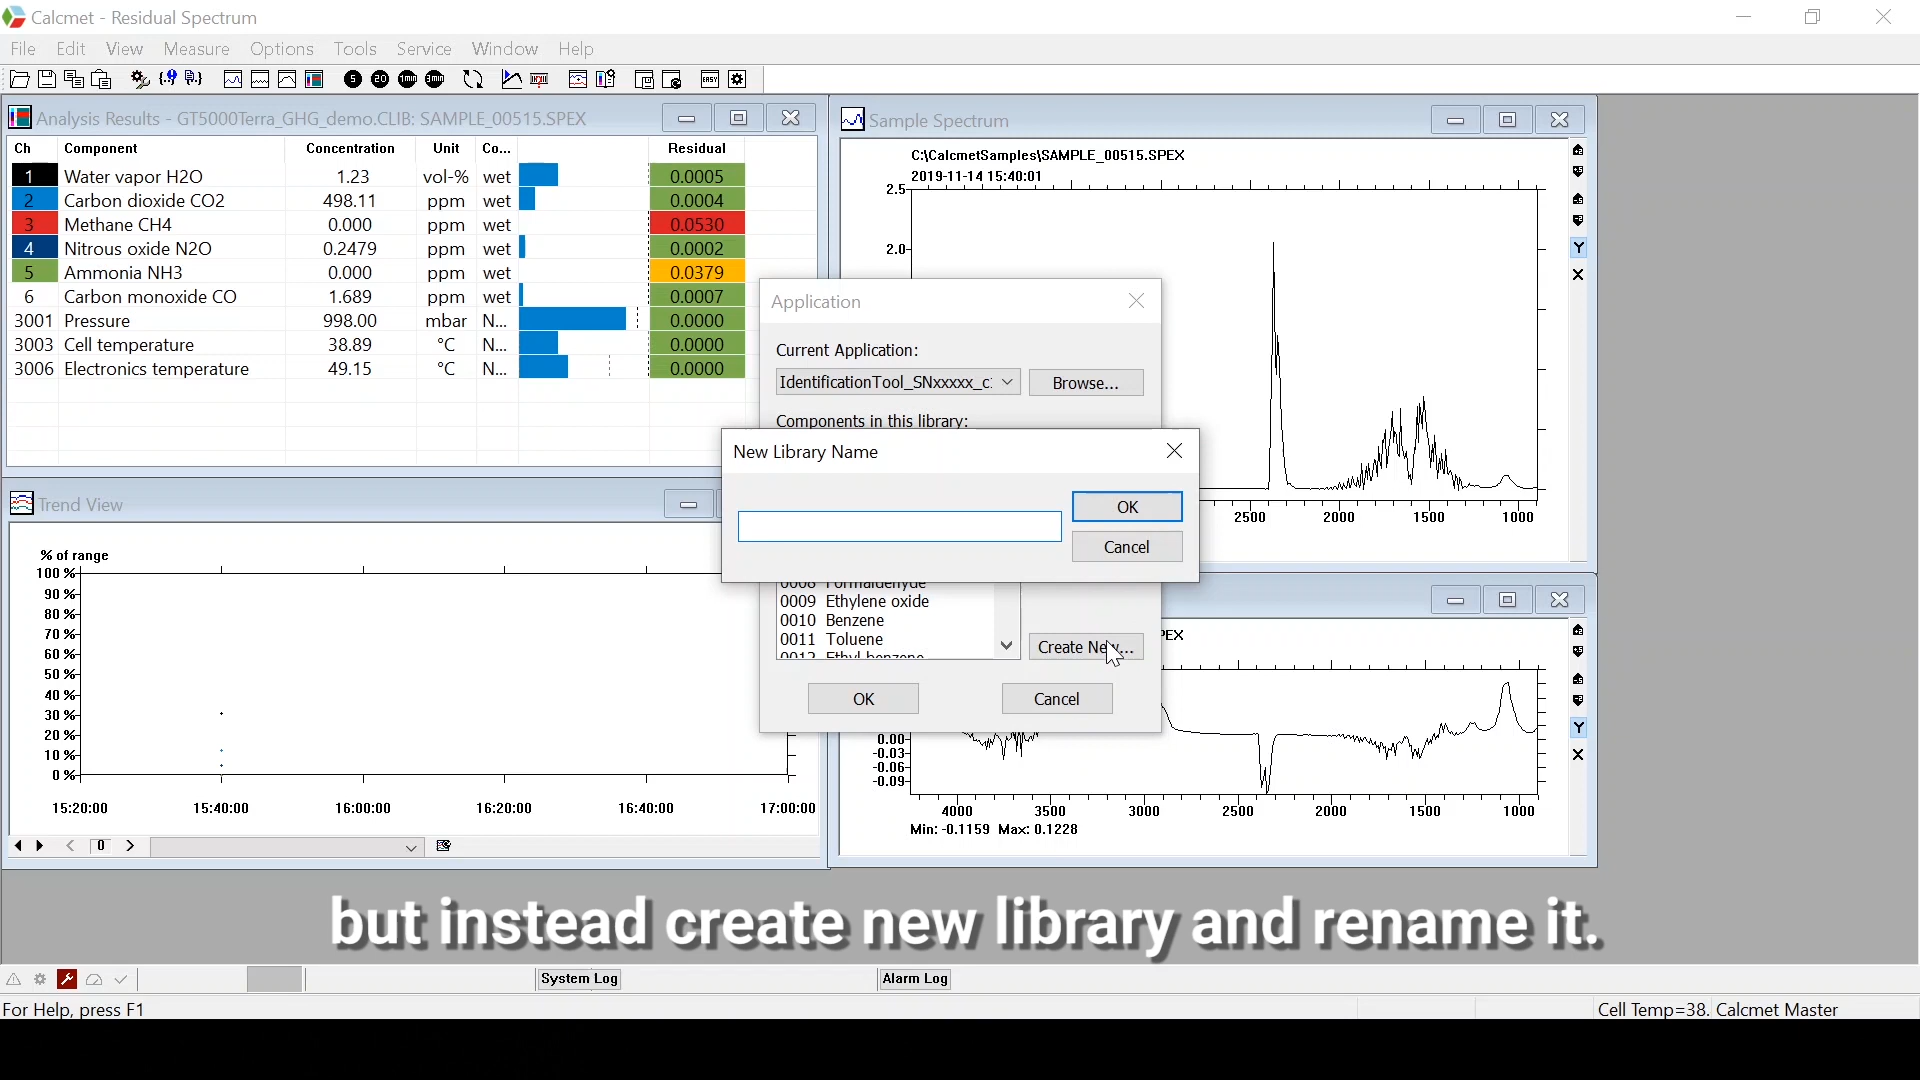 Calcmet - Residual Spectrum
File Edit View Measure Options Tools Service Window Help
5 20 1min 3min EASY
Analysis Results - GT5000Terra_GHG_demo.CLIB: SAMPLE_00515.SPEX
Ch Component Concentration Unit Co... Residual
1 Water vapor H2O 1.23 vol-% wet 0.0005
2 Carbon dioxide CO2 498.11 ppm wet 0.0004
3 Methane CH4 0.000 ppm wet 0.0530
4 Nitrous oxide N2O 0.2479 ppm wet 0.0002
5 Ammonia NH3 0.000 ppm wet 0.0379
6 Carbon monoxide CO 1.689 ppm wet 0.0007
3001 Pressure 998.00 mbar N... 0.0000
3003 Cell temperature 38.89 °C N... 0.0000
3006 Electronics temperature 49.15 °C N... 0.0000
Sample Spectrum
C:\CalcmetSamples\SAMPLE_00515.SPEX
2019-11-14 15:40:01
2.5
2.0
Y
X
2500 2000 1500 1000
Application
Current Application:
IdentificationTool_SNxxxxx_c: Browse...
Components in this library:
New Library Name
OK
Cancel
0008 Formaldehyde
0009 Ethylene oxide
0010 Benzene
0011 Toluene
0012 Ethyl benzene
Create New...
OK Cancel
Trend View
% of range
100 %
90 %
80 %
70 %
60 %
50 %
40 %
30 %
20 %
10 %
0 %
15:20:00 15:40:00 16:00:00 16:20:00 16:40:00 17:00:00
0
PEX
Y
X
0.00
-0.03
-0.06
-0.09
4000 3500 3000 2500 2000 1500 1000
Min: -0.1159 Max: 0.1228
but instead create new library and rename it.
System Log Alarm Log
For Help, press F1 Cell Temp=38. Calcmet Master